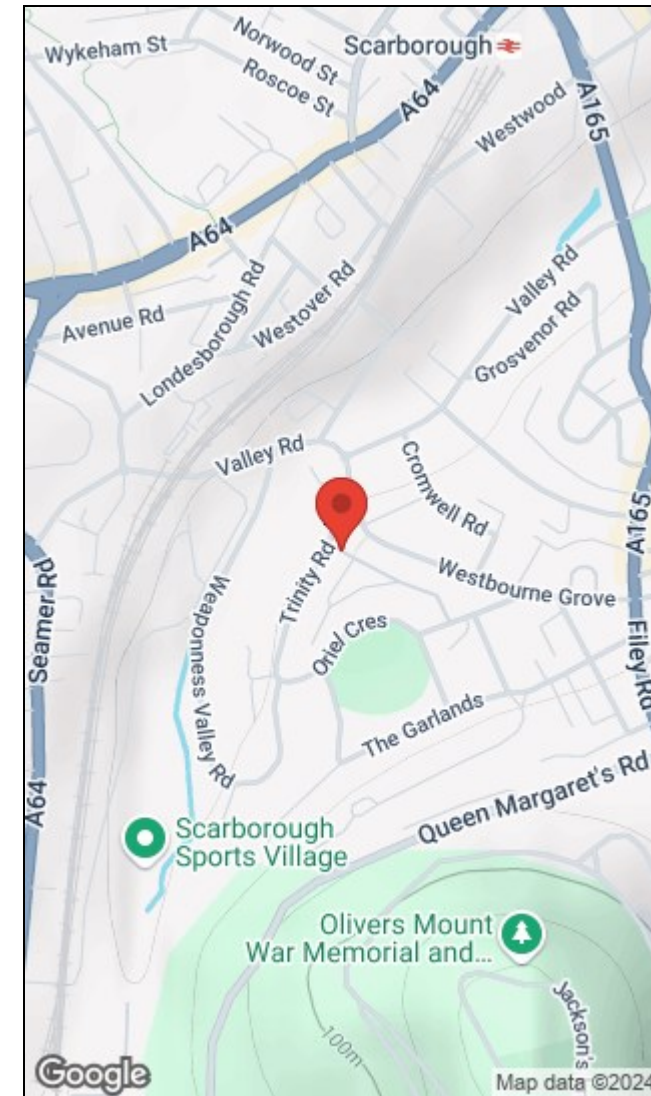 Wykeham St
Norwood St
Roscoe St
Scarborough
A64
Westwood
A165
A64
Avenue Rd
Londesborough Rd
Westover Rd
Valley Rd
Grosvenor Rd
Valley Rd
Cromwell Rd
A165
Trinity Rd
Westbourne Grove
Seamer Rd
Weaponness Valley Rd
Oriel Cres
Filey Rd
The Garlands
A64
Queen Margaret's Rd
Scarborough
Sports Village
Olivers Mount
War Memorial and...
Jackson's
100m
Google
Map data ©2024